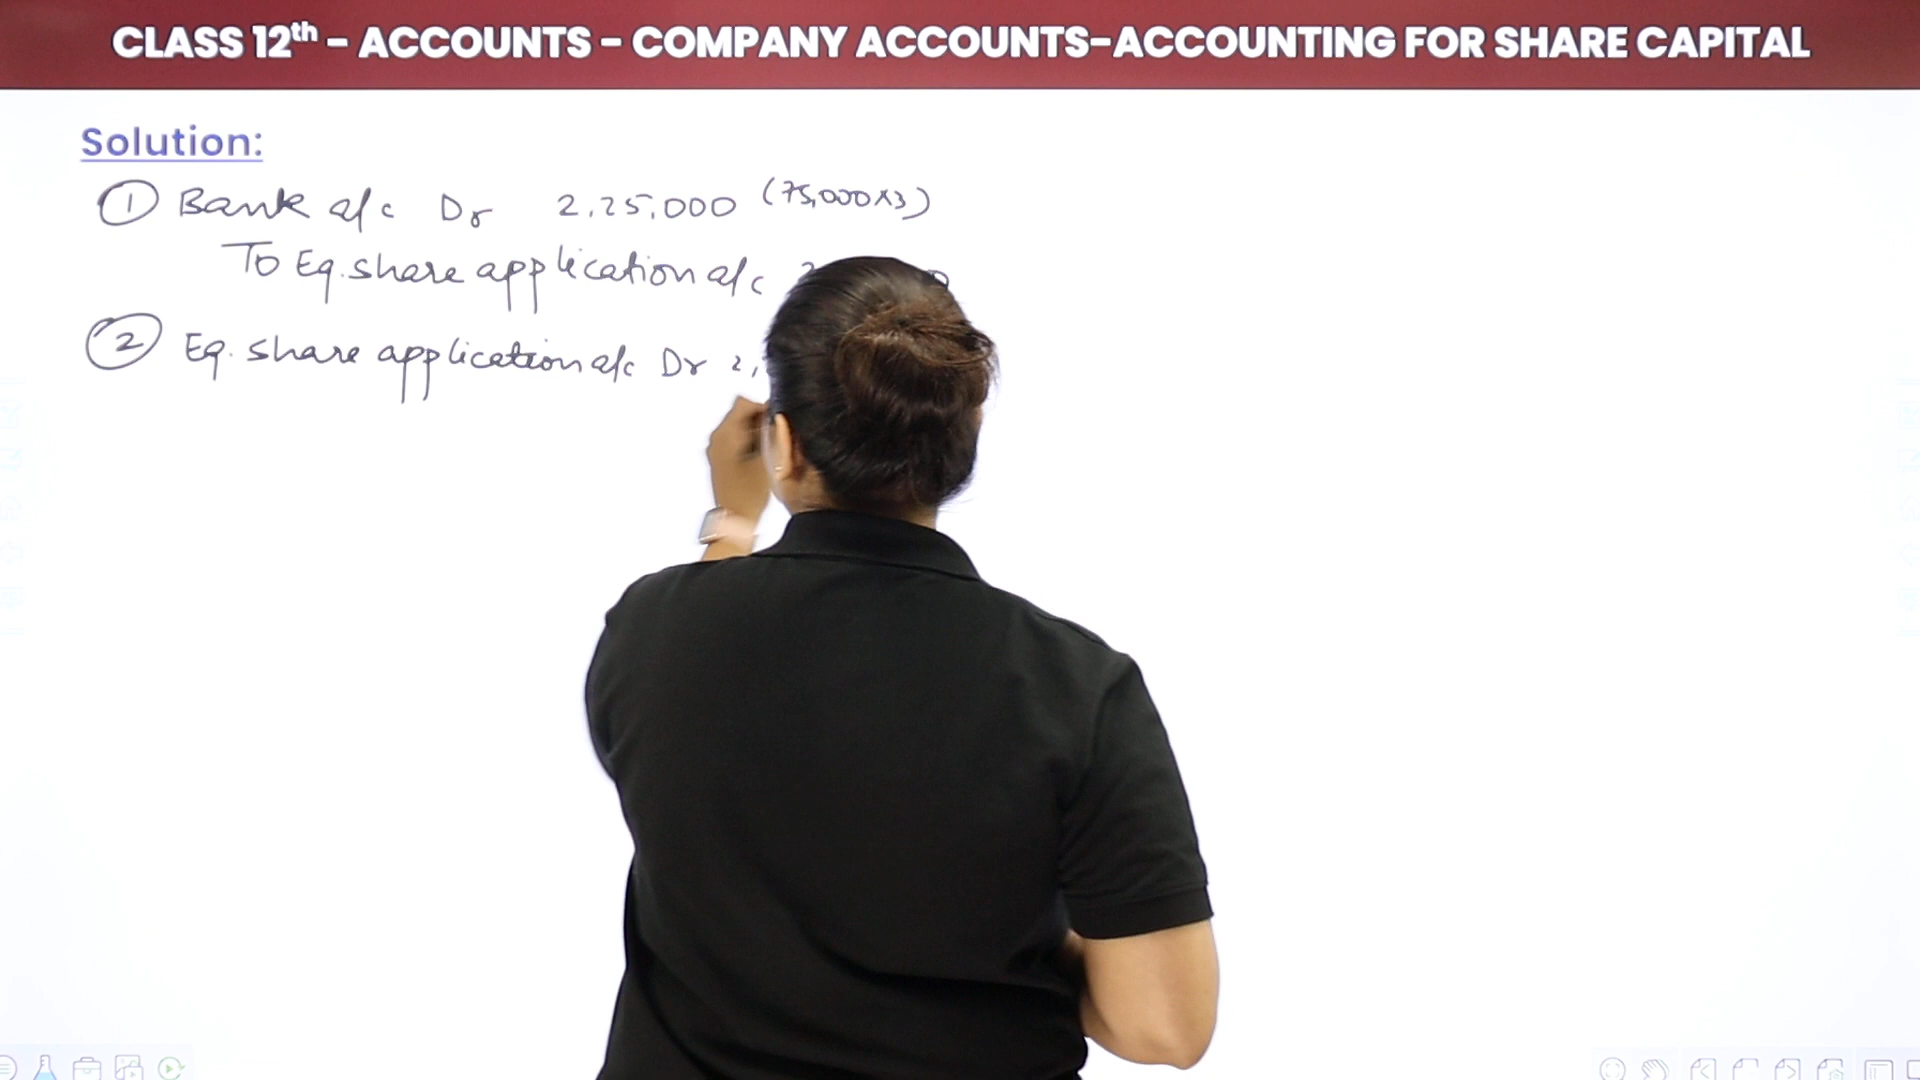 CLASS 12th - ACCOUNTS - COMPANY ACCOUNTS-ACCOUNTING FOR SHARE CAPITAL
Solution:
① Bank a/c Dr 2,25,000 (75,000×3)
To Eq. share application a/c
② Eq. share application a/c Dr 2,